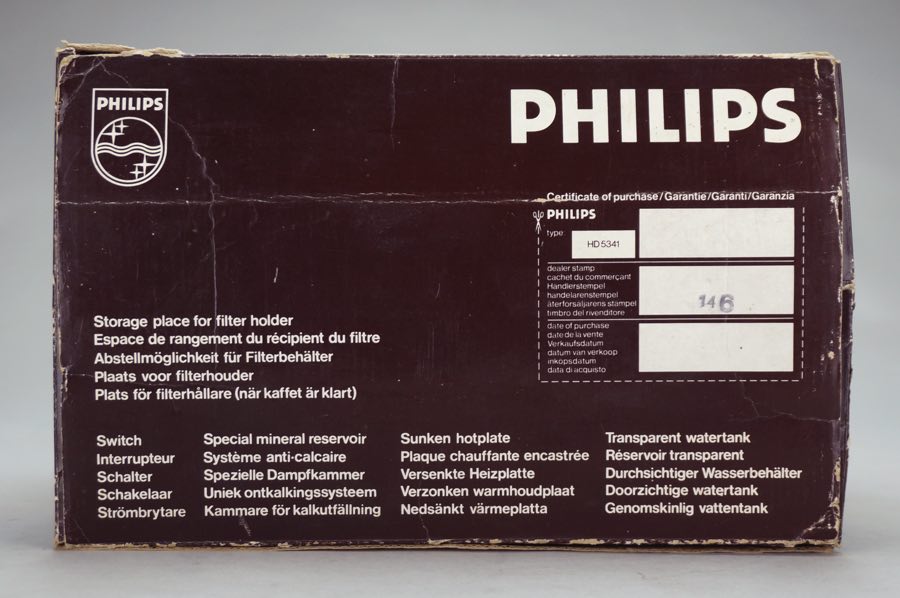 PHILIPS
PHILIPS
Certificate of purchase/Garantie/Garanti/Garanzia
PHILIPS
type:
HD 5341
dealer stamp
cachet du commerçant
Händlerstempel
handelarenstempel
återforsäljarens stämpel
timbro del rivenditore
146
date of purchase
date de la vente
Verkaufsdatum
datum van verkoop
inköpsdatum
data di acquisto
Storage place for filter holder
Espace de rangement du récipient du filtre
Abstellmöglichkeit für Filterbehälter
Plaats voor filterhouder
Plats för filterhållare (när kaffet är klart)
Switch
Interrupteur
Schalter
Schakelaar
Strömbrytare
Special mineral reservoir
Système anti-calcaire
Spezielle Dampfkammer
Uniek ontkalkingssysteem
Kammare för kalkutfällning
Sunken hotplate
Plaque chauffante encastrée
Versenkte Heizplatte
Verzonken warmhoudplaat
Nedsänkt värmeplatta
Transparent watertank
Réservoir transparent
Durchsichtiger Wasserbehälter
Doorzichtige watertank
Genomskinlig vattentank